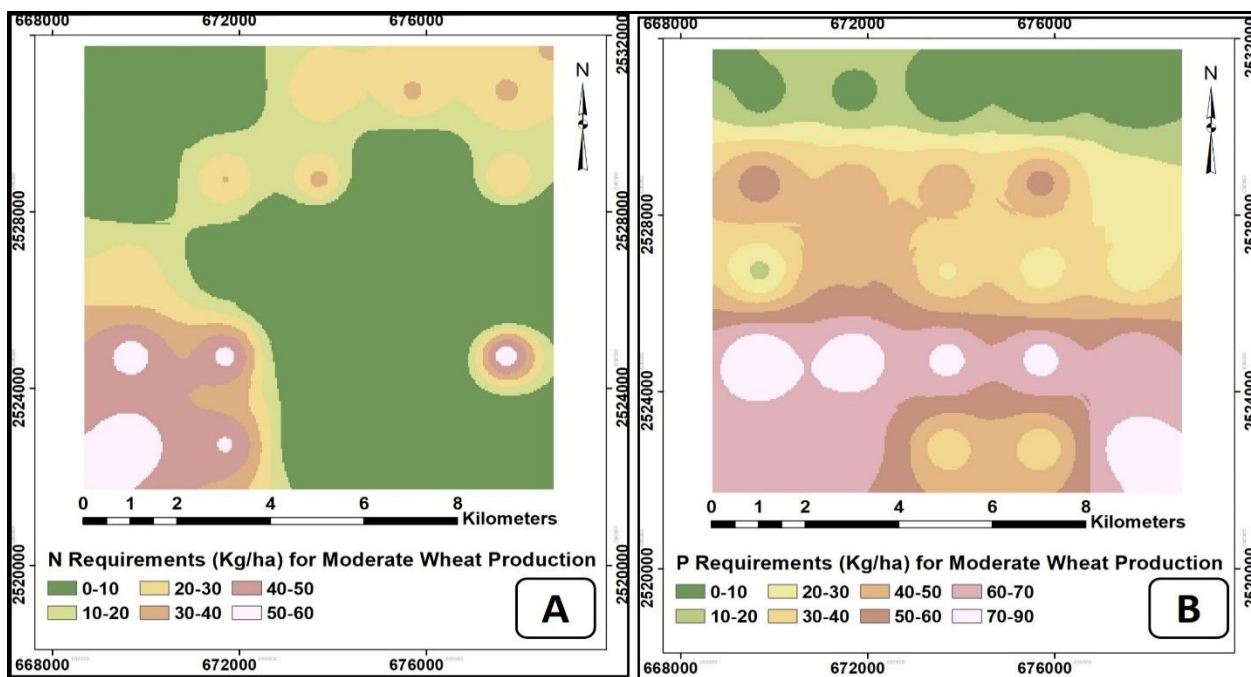 668000 672000 676000
668000 672000 676000
2532000
2528000
2524000
2520000
N
0 1 2 4 6 8
Kilometers
N Requirements (Kg/ha) for Moderate Wheat Production
0-10 20-30 40-50
10-20 30-40 50-60
A
668000 672000 676000
2532000
2528000
2524000
2520000
N
0 1 2 4 6 8
Kilometers
P Requirements (Kg/ha) for Moderate Wheat Production
0-10 20-30 40-50 60-70
10-20 30-40 50-60 70-90
B
668000 672000 676000
2532000
2528000
2524000
2520000